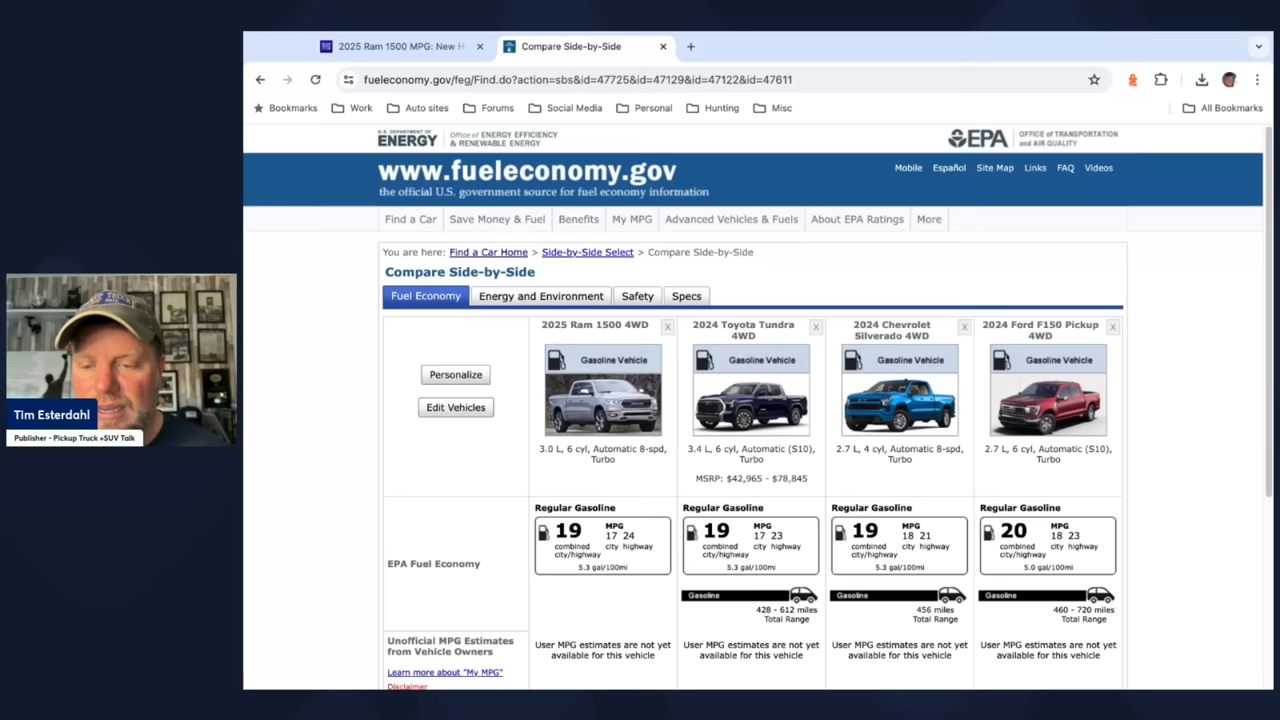 2025 Ram 1500 MPG: New H
Compare Side-by-Side
fueleconomy.gov/feg/Find.do?action=sbs&id=47725&id=47129&id=47122&id=47611
Bookmarks
Work
Auto sites
Forums
Social Media
Personal
Hunting
Misc
All Bookmarks
U.S. DEPARTMENT OF
ENERGY
Office of ENERGY EFFICIENCY
& RENEWABLE ENERGY
EPA
OFFICE OF TRANSPORTATION
and AIR QUALITY
www.fueleconomy.gov
the official U.S. government source for fuel economy information
Mobile Español Site Map Links FAQ Videos
Find a Car Save Money & Fuel Benefits My MPG Advanced Vehicles & Fuels About EPA Ratings More
You are here: Find a Car Home > Side-by-Side Select > Compare Side-by-Side
Compare Side-by-Side
Fuel Economy Energy and Environment Safety Specs
Personalize
Edit Vehicles
2025 Ram 1500 4WD
X
Gasoline Vehicle
3.0 L, 6 cyl, Automatic 8-spd,
Turbo
2024 Toyota Tundra
4WD
X
Gasoline Vehicle
3.4 L, 6 cyl, Automatic (S10),
Turbo
MSRP: $42,965 - $78,845
2024 Chevrolet
Silverado 4WD
X
Gasoline Vehicle
2.7 L, 4 cyl, Automatic 8-spd,
Turbo
2024 Ford F150 Pickup
4WD
X
Gasoline Vehicle
2.7 L, 6 cyl, Automatic (S10),
Turbo
EPA Fuel Economy
Regular Gasoline
19 MPG
17 24
combined city highway
city/highway
5.3 gal/100mi
Regular Gasoline
19 MPG
17 23
combined city highway
city/highway
5.3 gal/100mi
Gasoline
428 - 612 miles
Total Range
Regular Gasoline
19 MPG
18 21
combined city highway
city/highway
5.3 gal/100mi
Gasoline
456 miles
Total Range
Regular Gasoline
20 MPG
18 23
combined city highway
city/highway
5.0 gal/100mi
Gasoline
460 - 720 miles
Total Range
Unofficial MPG Estimates
from Vehicle Owners
Learn more about "My MPG"
Disclaimer
User MPG estimates are not yet
available for this vehicle
User MPG estimates are not yet
available for this vehicle
User MPG estimates are not yet
available for this vehicle
User MPG estimates are not yet
available for this vehicle
Tim Esterdahl
Publisher - Pickup Truck +SUV Talk